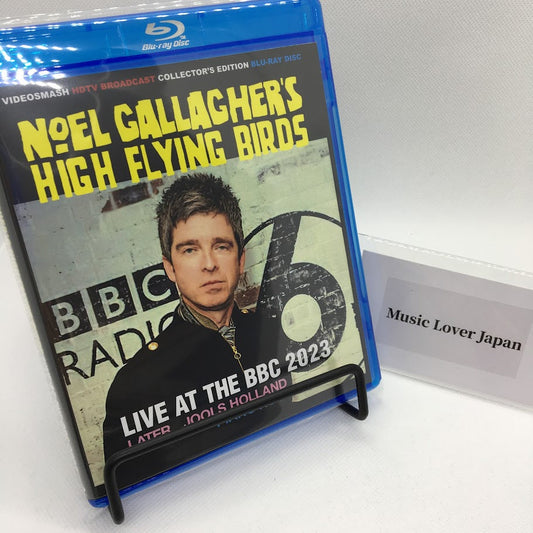 Blu-ray Disc
VIDEOSMASH HDTV BROADCAST COLLECTOR'S EDITION BLU-RAY DISC
NOEL GALLAGHER'S
HIGH FLYING BIRDS
BBC
RADIO 6
LIVE AT THE BBC 2023
LATER... JOOLS HOLLAND
Music Lover Japan